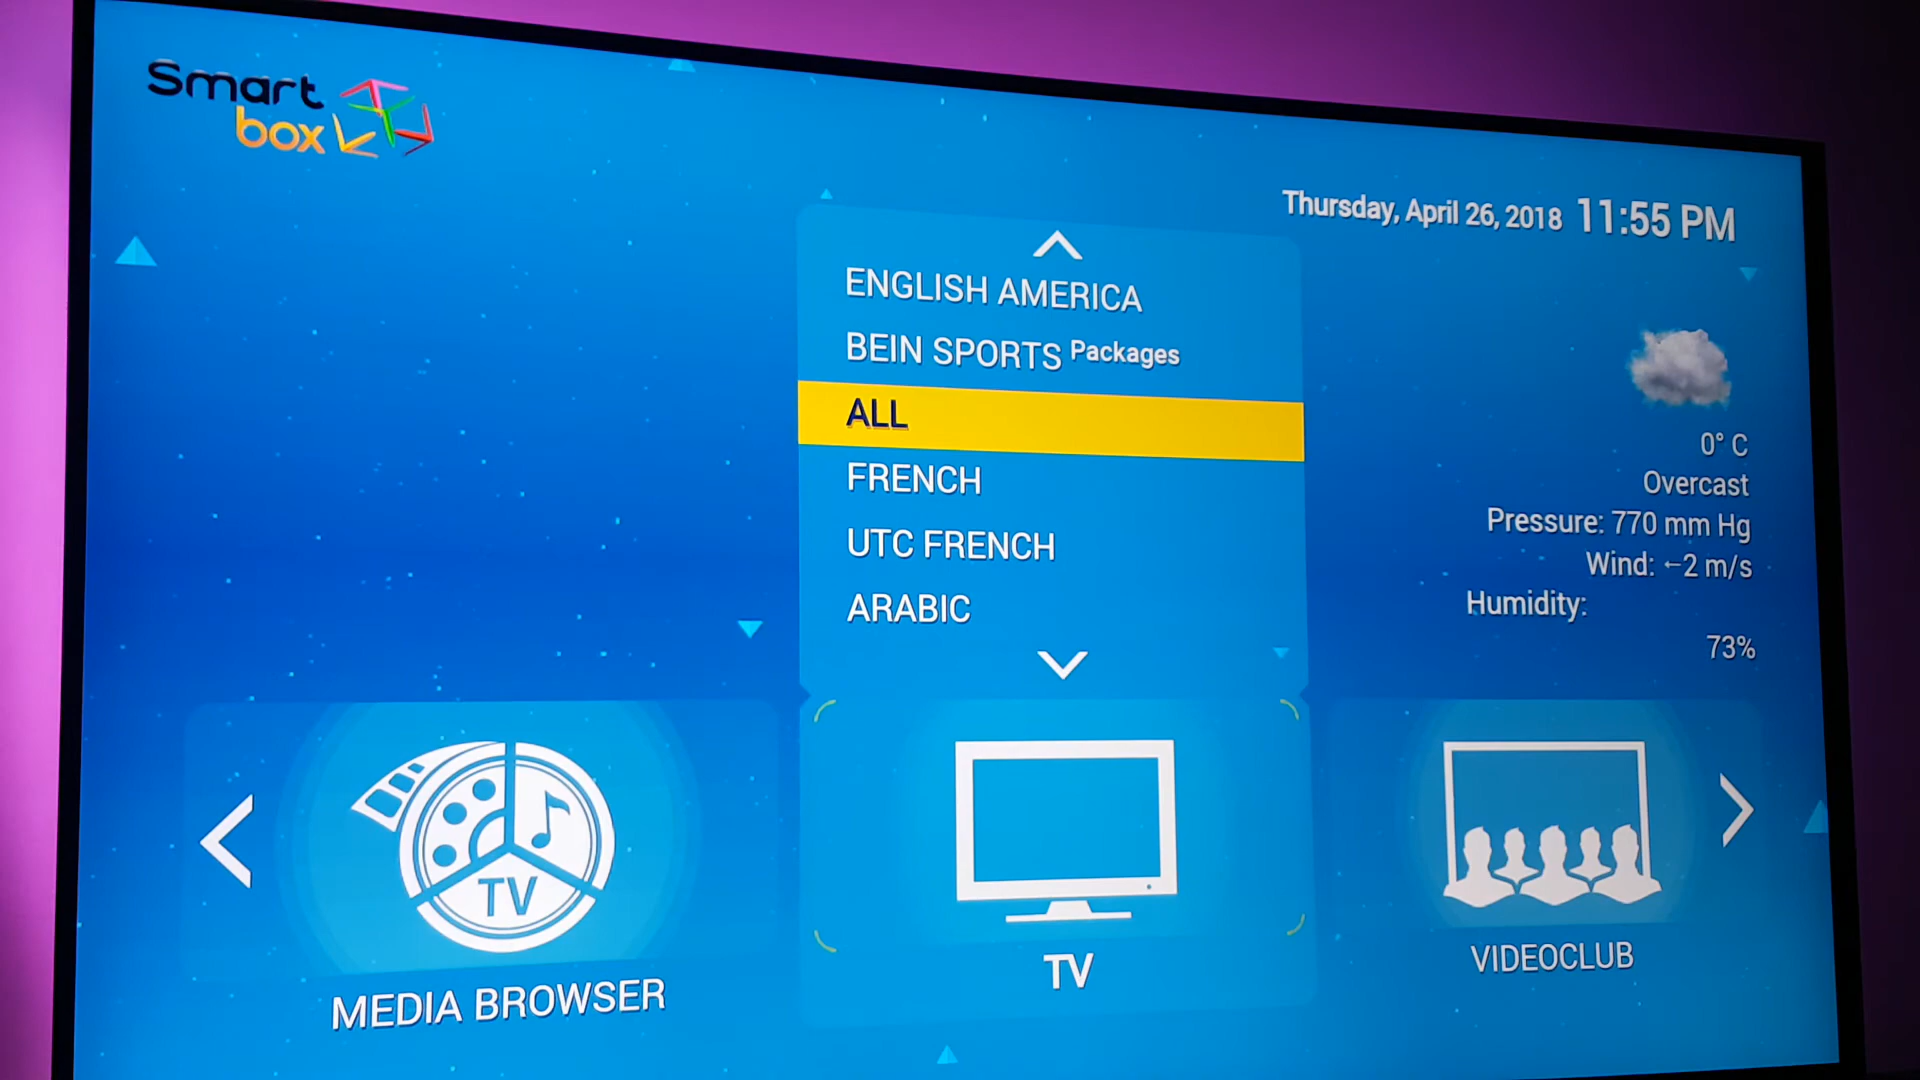 Smart
box
Thursday, April 26, 2018 11:55 PM
ENGLISH AMERICA
BEIN SPORTS Packages
ALL
FRENCH
UTC FRENCH
ARABIC
0° C
Overcast
Pressure: 770 mm Hg
Wind: ←2 m/s
Humidity:
73%
TV
MEDIA BROWSER
TV
VIDEOCLUB